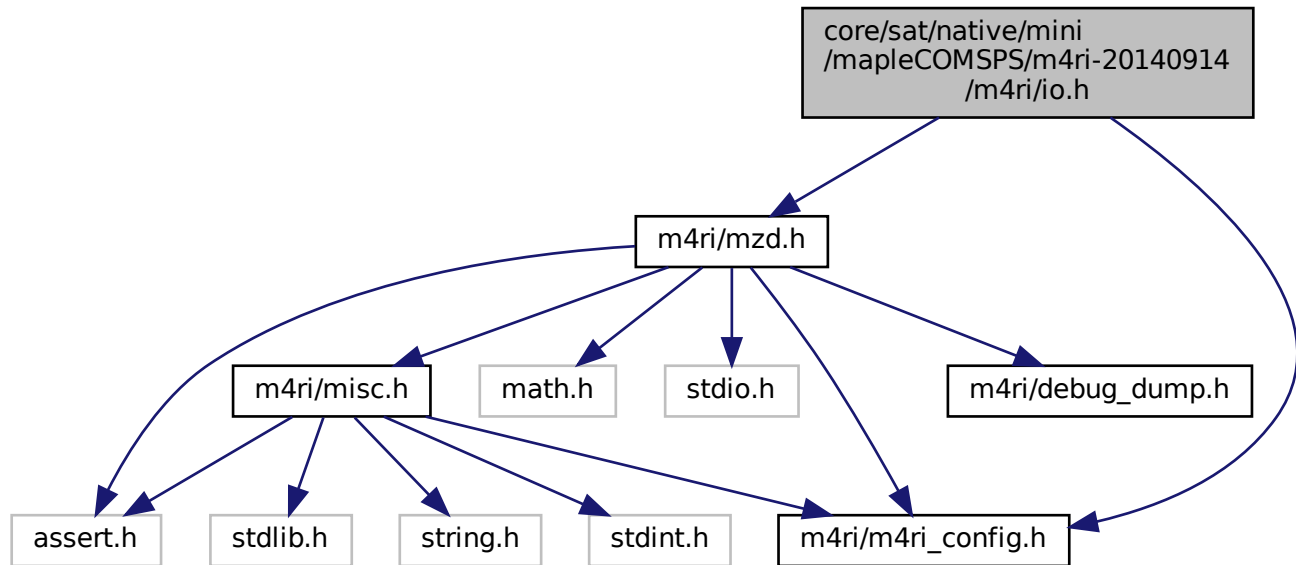 core/sat/native/mini
/mapleCOMSPS/m4ri-20140914
/m4ri/io.h
m4ri/mzd.h
m4ri/misc.h
math.h
stdio.h
m4ri/debug_dump.h
assert.h
stdlib.h
string.h
stdint.h
m4ri/m4ri_config.h